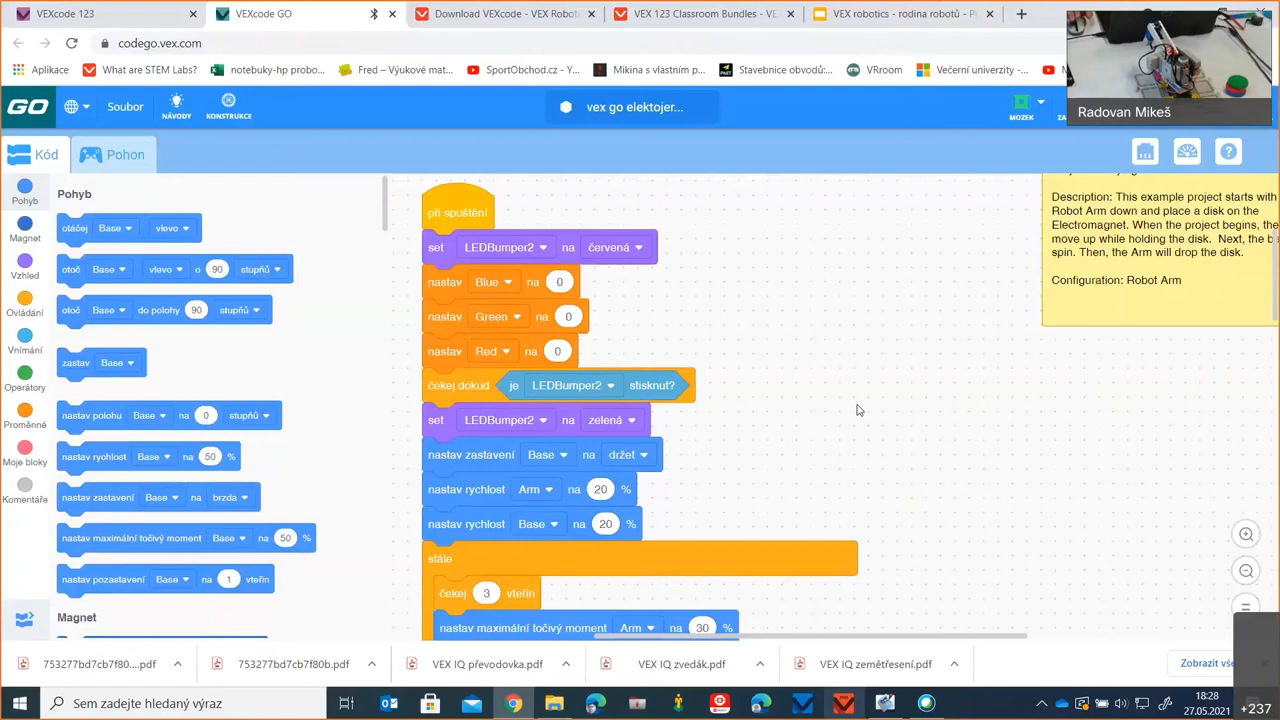 VEXcode 123
VEXcode GO
Download VEXcode - VEX Robot
VEX 123 Classroom Bundles - VE
VEX robotics - rodina robotů - P
codego.vex.com
Aplikace
What are STEM Labs?
notebuky-hp probo...
Fred – Výukové mat...
SportObchod.cz - Y...
Mikina s vlastním p...
Stavebnice obvodů:...
VRroom
Večerní univerzity -...
Radovan Mikeš
GO
Soubor
NÁVODY
KONSTRUKCE
vex go elektojer...
MOZEK
Kód
Pohon
Pohyb
Magnet
Vzhled
Ovládání
Vnímání
Operátory
Proměnné
Moje bloky
Komentáře
Pohyb
otáčej Base vlevo
otoč Base vlevo o 90 stupňů
otoč Base do polohy 90 stupňů
zastav Base
nastav polohu Base na 0 stupňů
nastav rychlost Base na 50 %
nastav zastavení Base na brzda
nastav maximální točivý moment Base na 50 %
nastav pozastavení Base na 1 vteřin
Magnet
při spuštění
set LEDBumper2 na červená
nastav Blue na 0
nastav Green na 0
nastav Red na 0
čekej dokud je LEDBumper2 stisknut?
set LEDBumper2 na zelená
nastav zastavení Base na držet
nastav rychlost Arm na 20 %
nastav rychlost Base na 20 %
stále
čekej 3 vteřin
nastav maximální točivý moment Arm na 30 %
Description: This example project starts with
Robot Arm down and place a disk on the
Electromagnet. When the project begins, the
move up while holding the disk. Next, the b
spin. Then, the Arm will drop the disk.
Configuration: Robot Arm
753277bd7cb7f80....pdf
753277bd7cb7f80b.pdf
VEX IQ převodovka.pdf
VEX IQ zvedák.pdf
VEX IQ zemětřesení.pdf
Zobrazit vše
Sem zadejte hledaný výraz
18:28
27.05.2021
+237